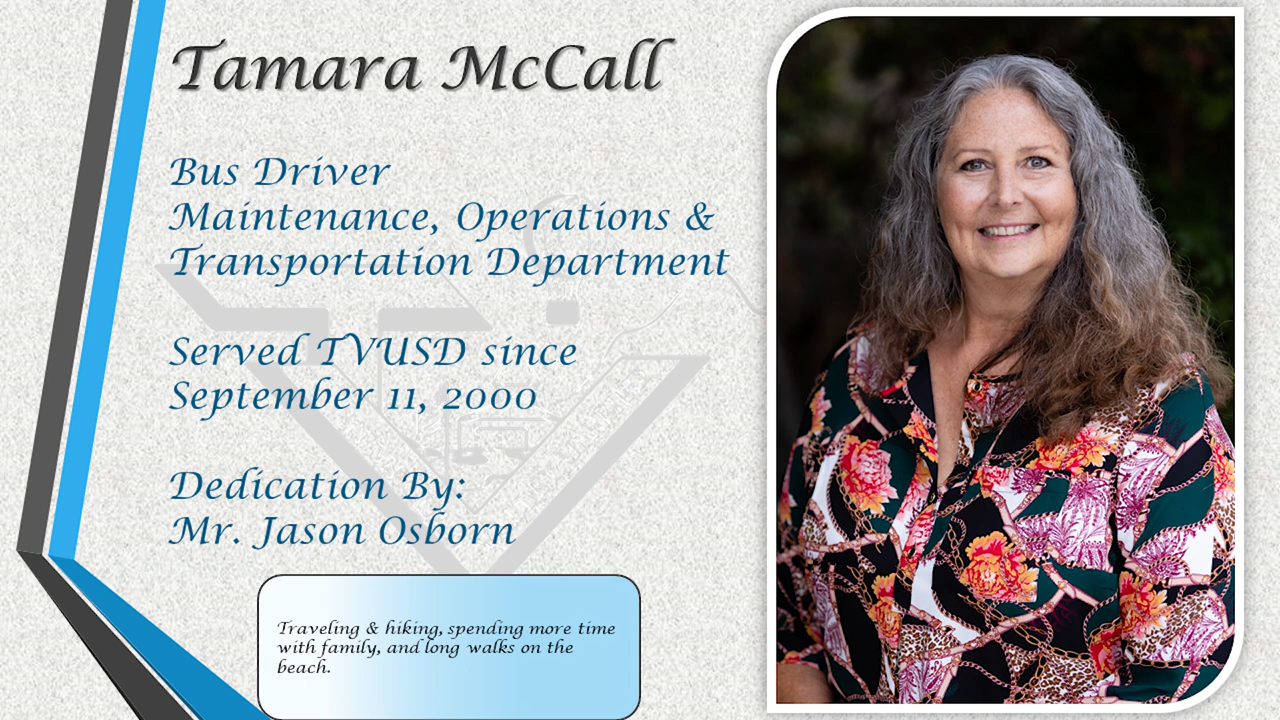 Tamara McCall
Bus Driver
Maintenance, Operations &
Transportation Department
Served TVUSD since
September 11, 2000
Dedication By:
Mr. Jason Osborn
Traveling & hiking, spending more time
with family, and long walks on the
beach.